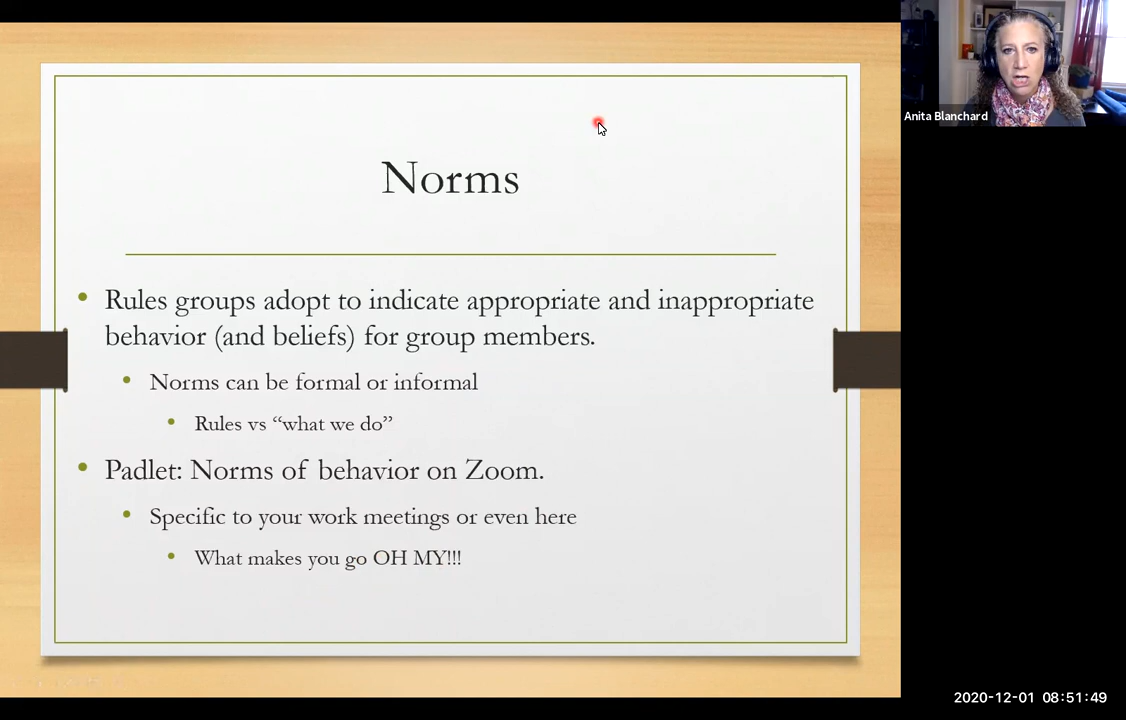 Norms
Rules groups adopt to indicate appropriate and inappropriate
behavior (and beliefs) for group members.
Norms can be formal or informal
Rules vs “what we do”
Padlet: Norms of behavior on Zoom.
Specific to your work meetings or even here
What makes you go OH MY!!!
Anita Blanchard
2020-12-01 08:51:49